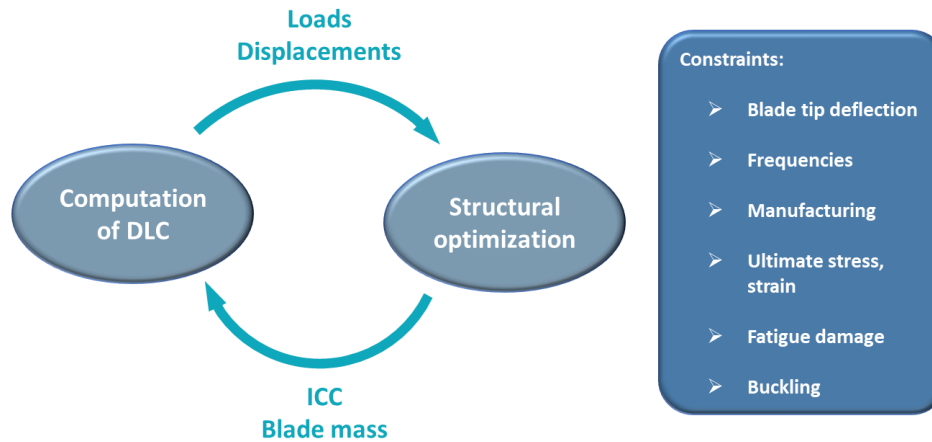 Loads
Displacements
Computation
of DLC
Structural
optimization
ICC
Blade mass
Constraints:
Blade tip deflection
Frequencies
Manufacturing
Ultimate stress,
strain
Fatigue damage
Buckling